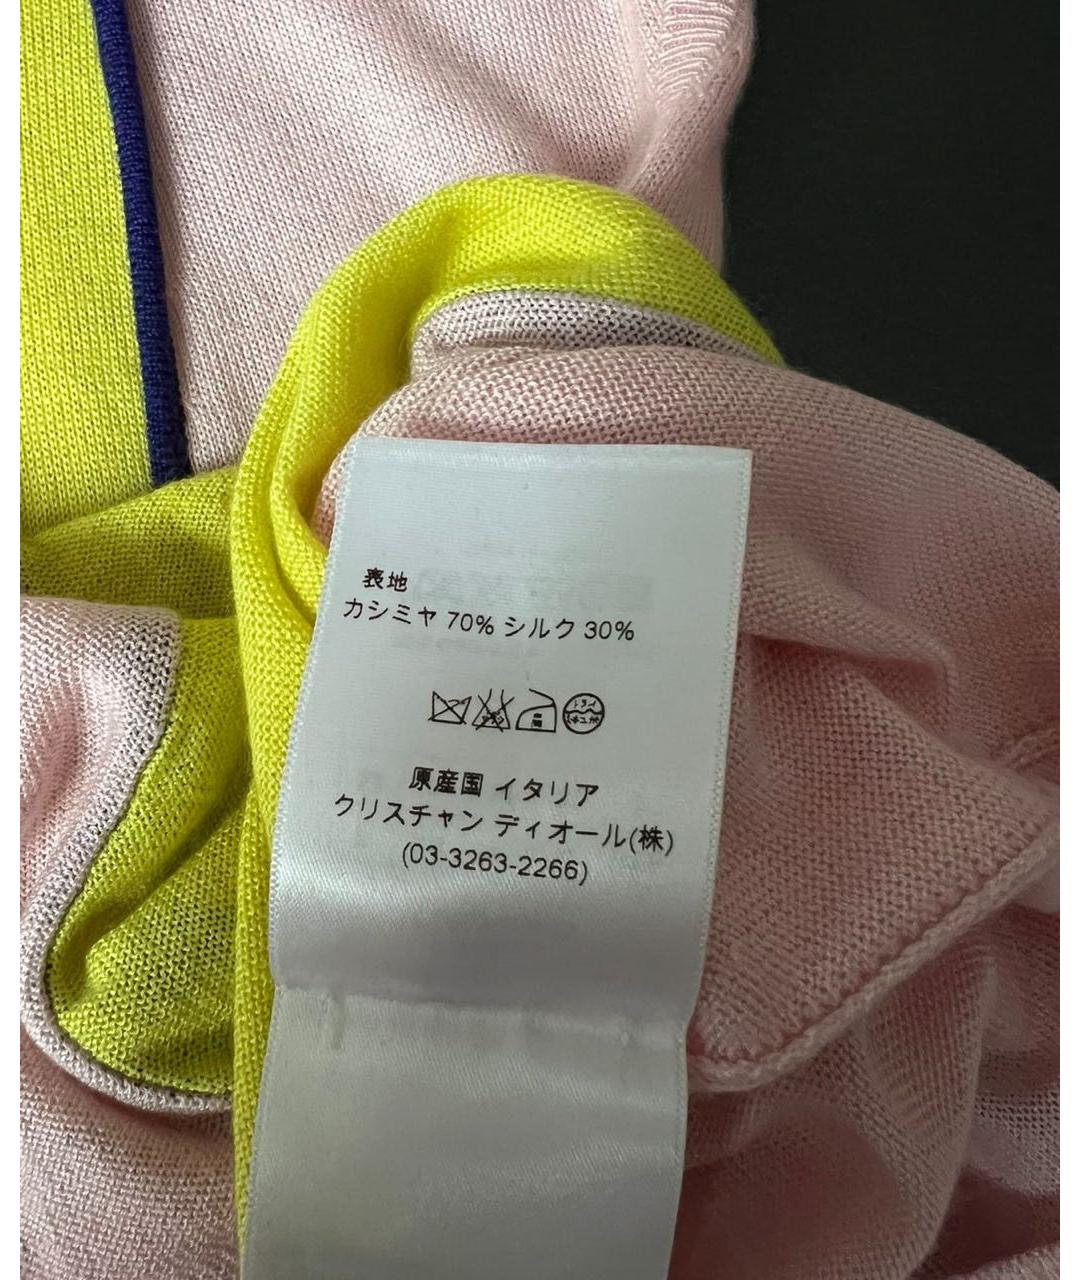 表地
カシミヤ 70% シルク 30%
原産国 イタリア
クリスチャン ディオール(株)
(03-3263-2266)